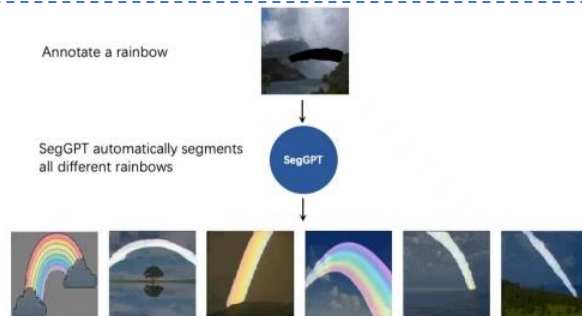 Annotate a rainbow
SegGPT automatically segments
all different rainbows
SegGPT